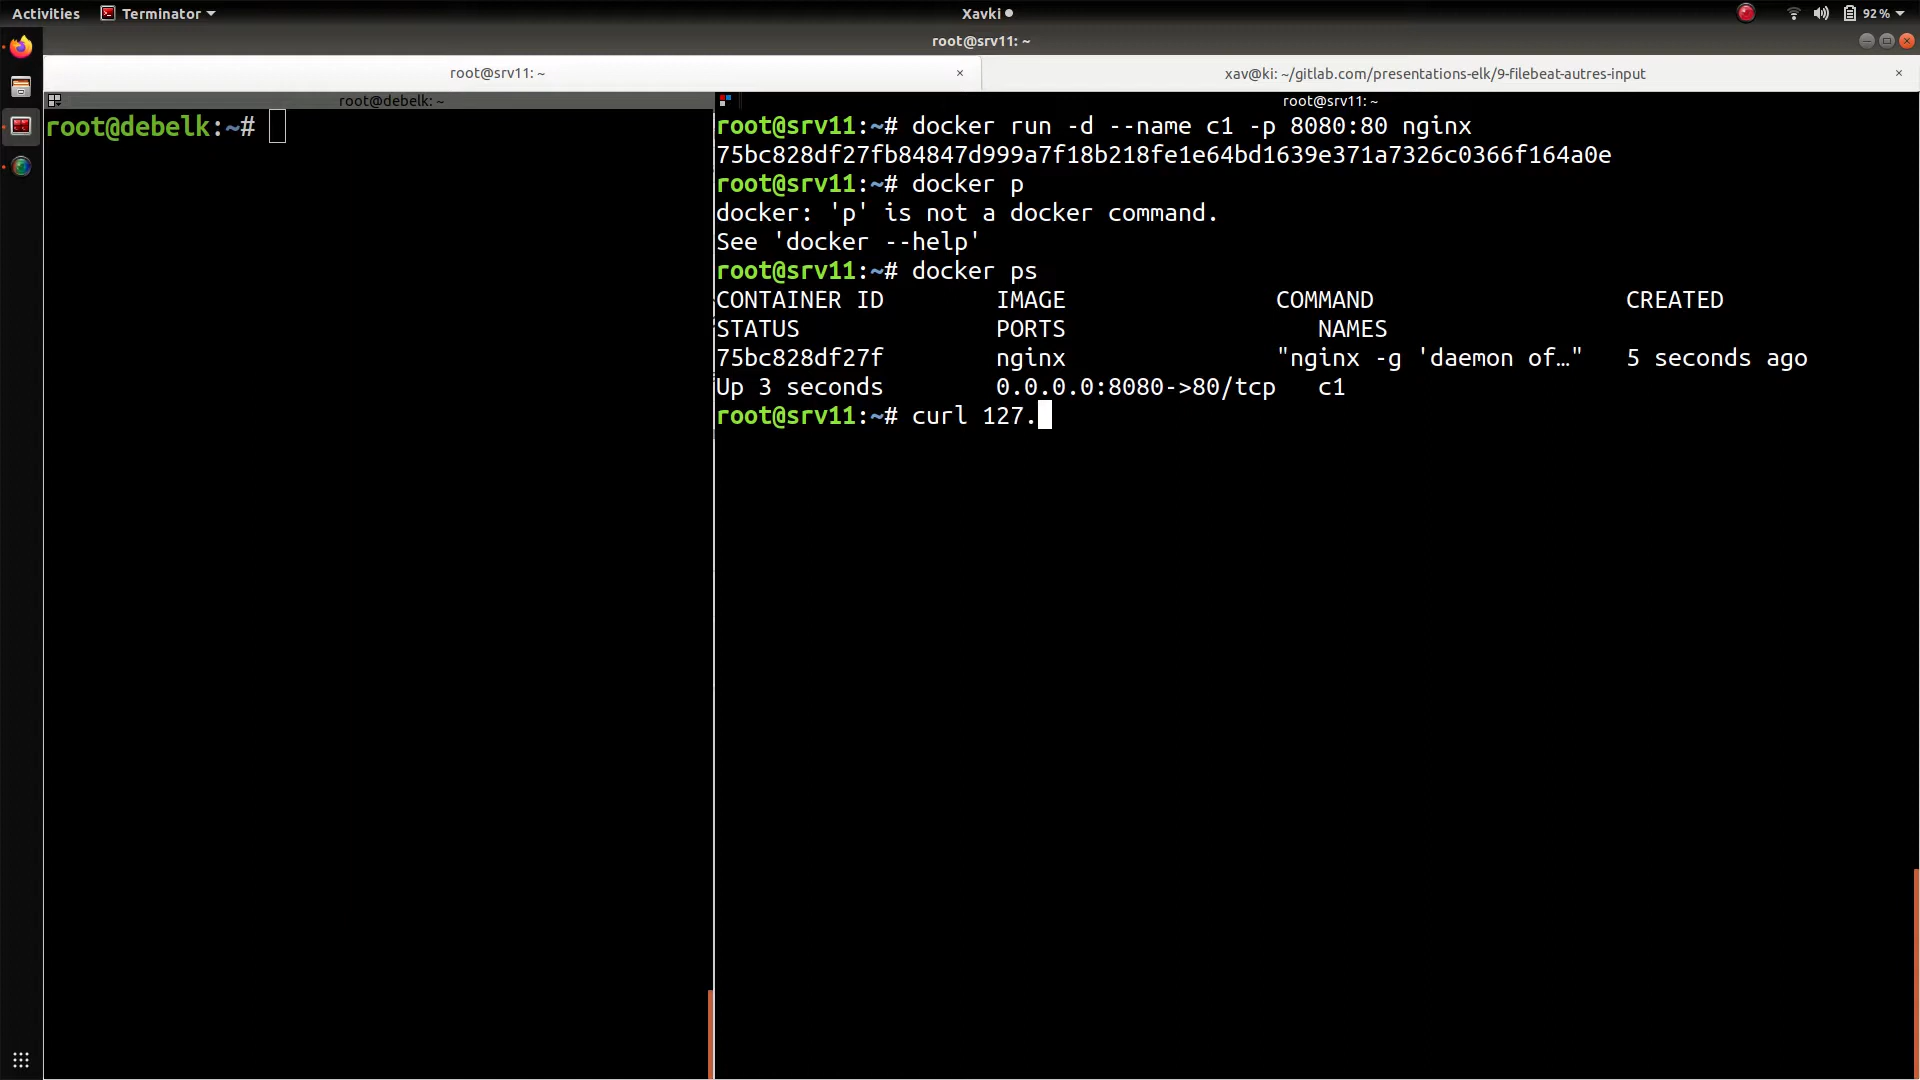 Activities
Terminator
Xavki
92 %
root@srv11: ~
root@srv11: ~
xav@ki: ~/gitlab.com/presentations-elk/9-filebeat-autres-input
root@debelk: ~
root@debelk:~#
root@srv11: ~
root@srv11:~# docker run -d --name c1 -p 8080:80 nginx
75bc828df27fb84847d999a7f18b218fe1e64bd1639e371a7326c0366f164a0e
root@srv11:~# docker p
docker: 'p' is not a docker command.
See 'docker --help'
root@srv11:~# docker ps
CONTAINER ID        IMAGE               COMMAND                  CREATED
STATUS              PORTS                  NAMES
75bc828df27f        nginx               "nginx -g 'daemon of…"   5 seconds ago
Up 3 seconds        0.0.0.0:8080->80/tcp   c1
root@srv11:~# curl 127.